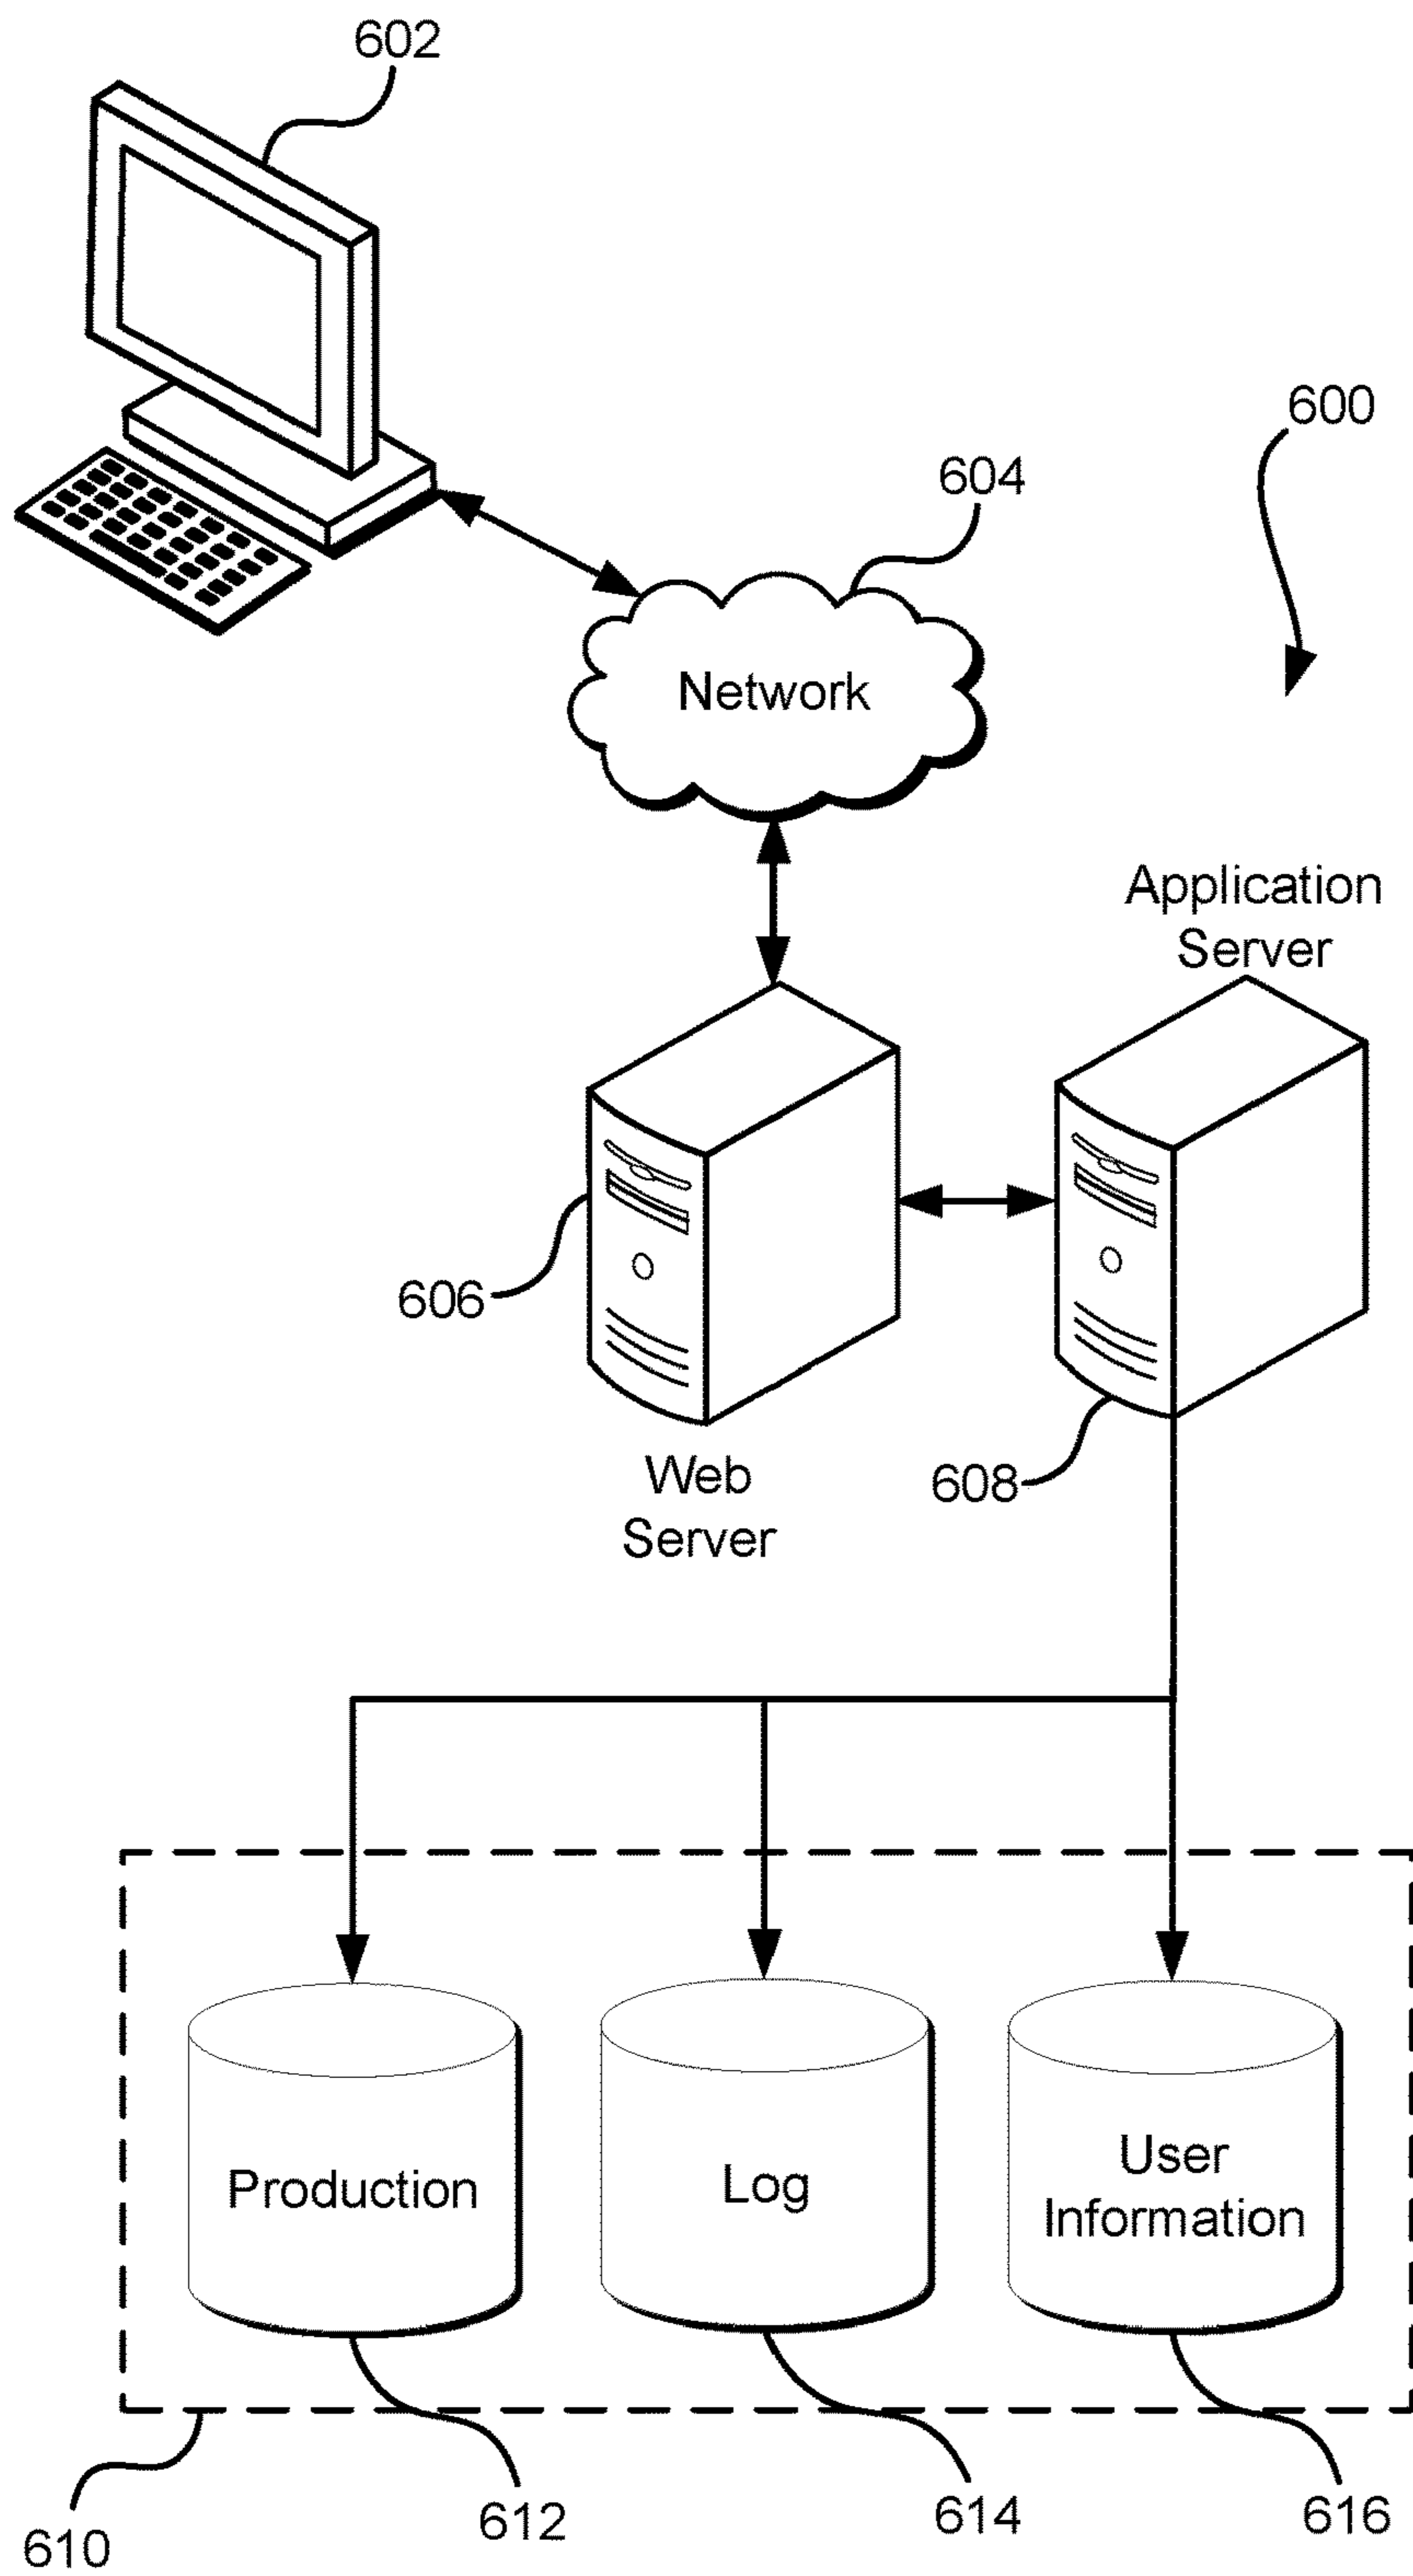 602
600
604
Network
Application
Server
606
608
Web
Server
Production
Log
User
Information
610
612
614
616